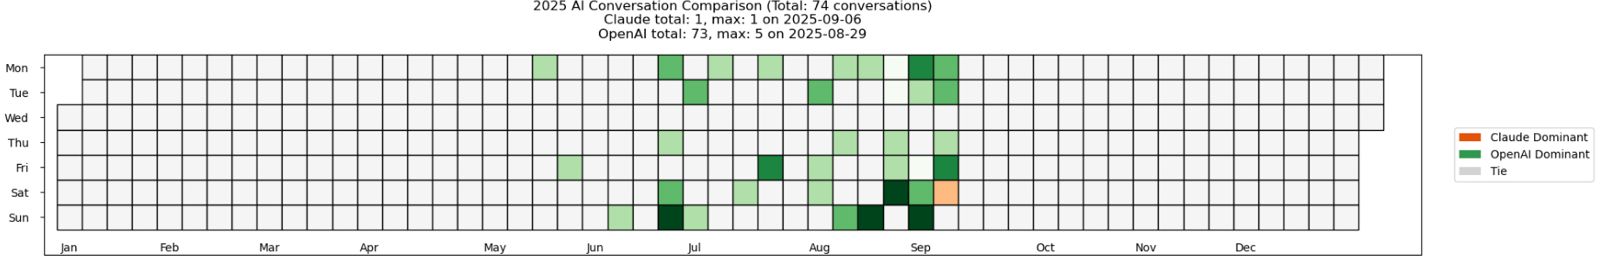 2025 AI Conversation Comparison (Total: 74 conversations)
Claude total: 1, max: 1 on 2025-09-06
OpenAI total: 73, max: 5 on 2025-08-29
Mon
Tue
Wed
Thu
Fri
Sat
Sun
Jan Feb Mar Apr May Jun Jul Aug Sep Oct Nov Dec
Claude Dominant
OpenAI Dominant
Tie